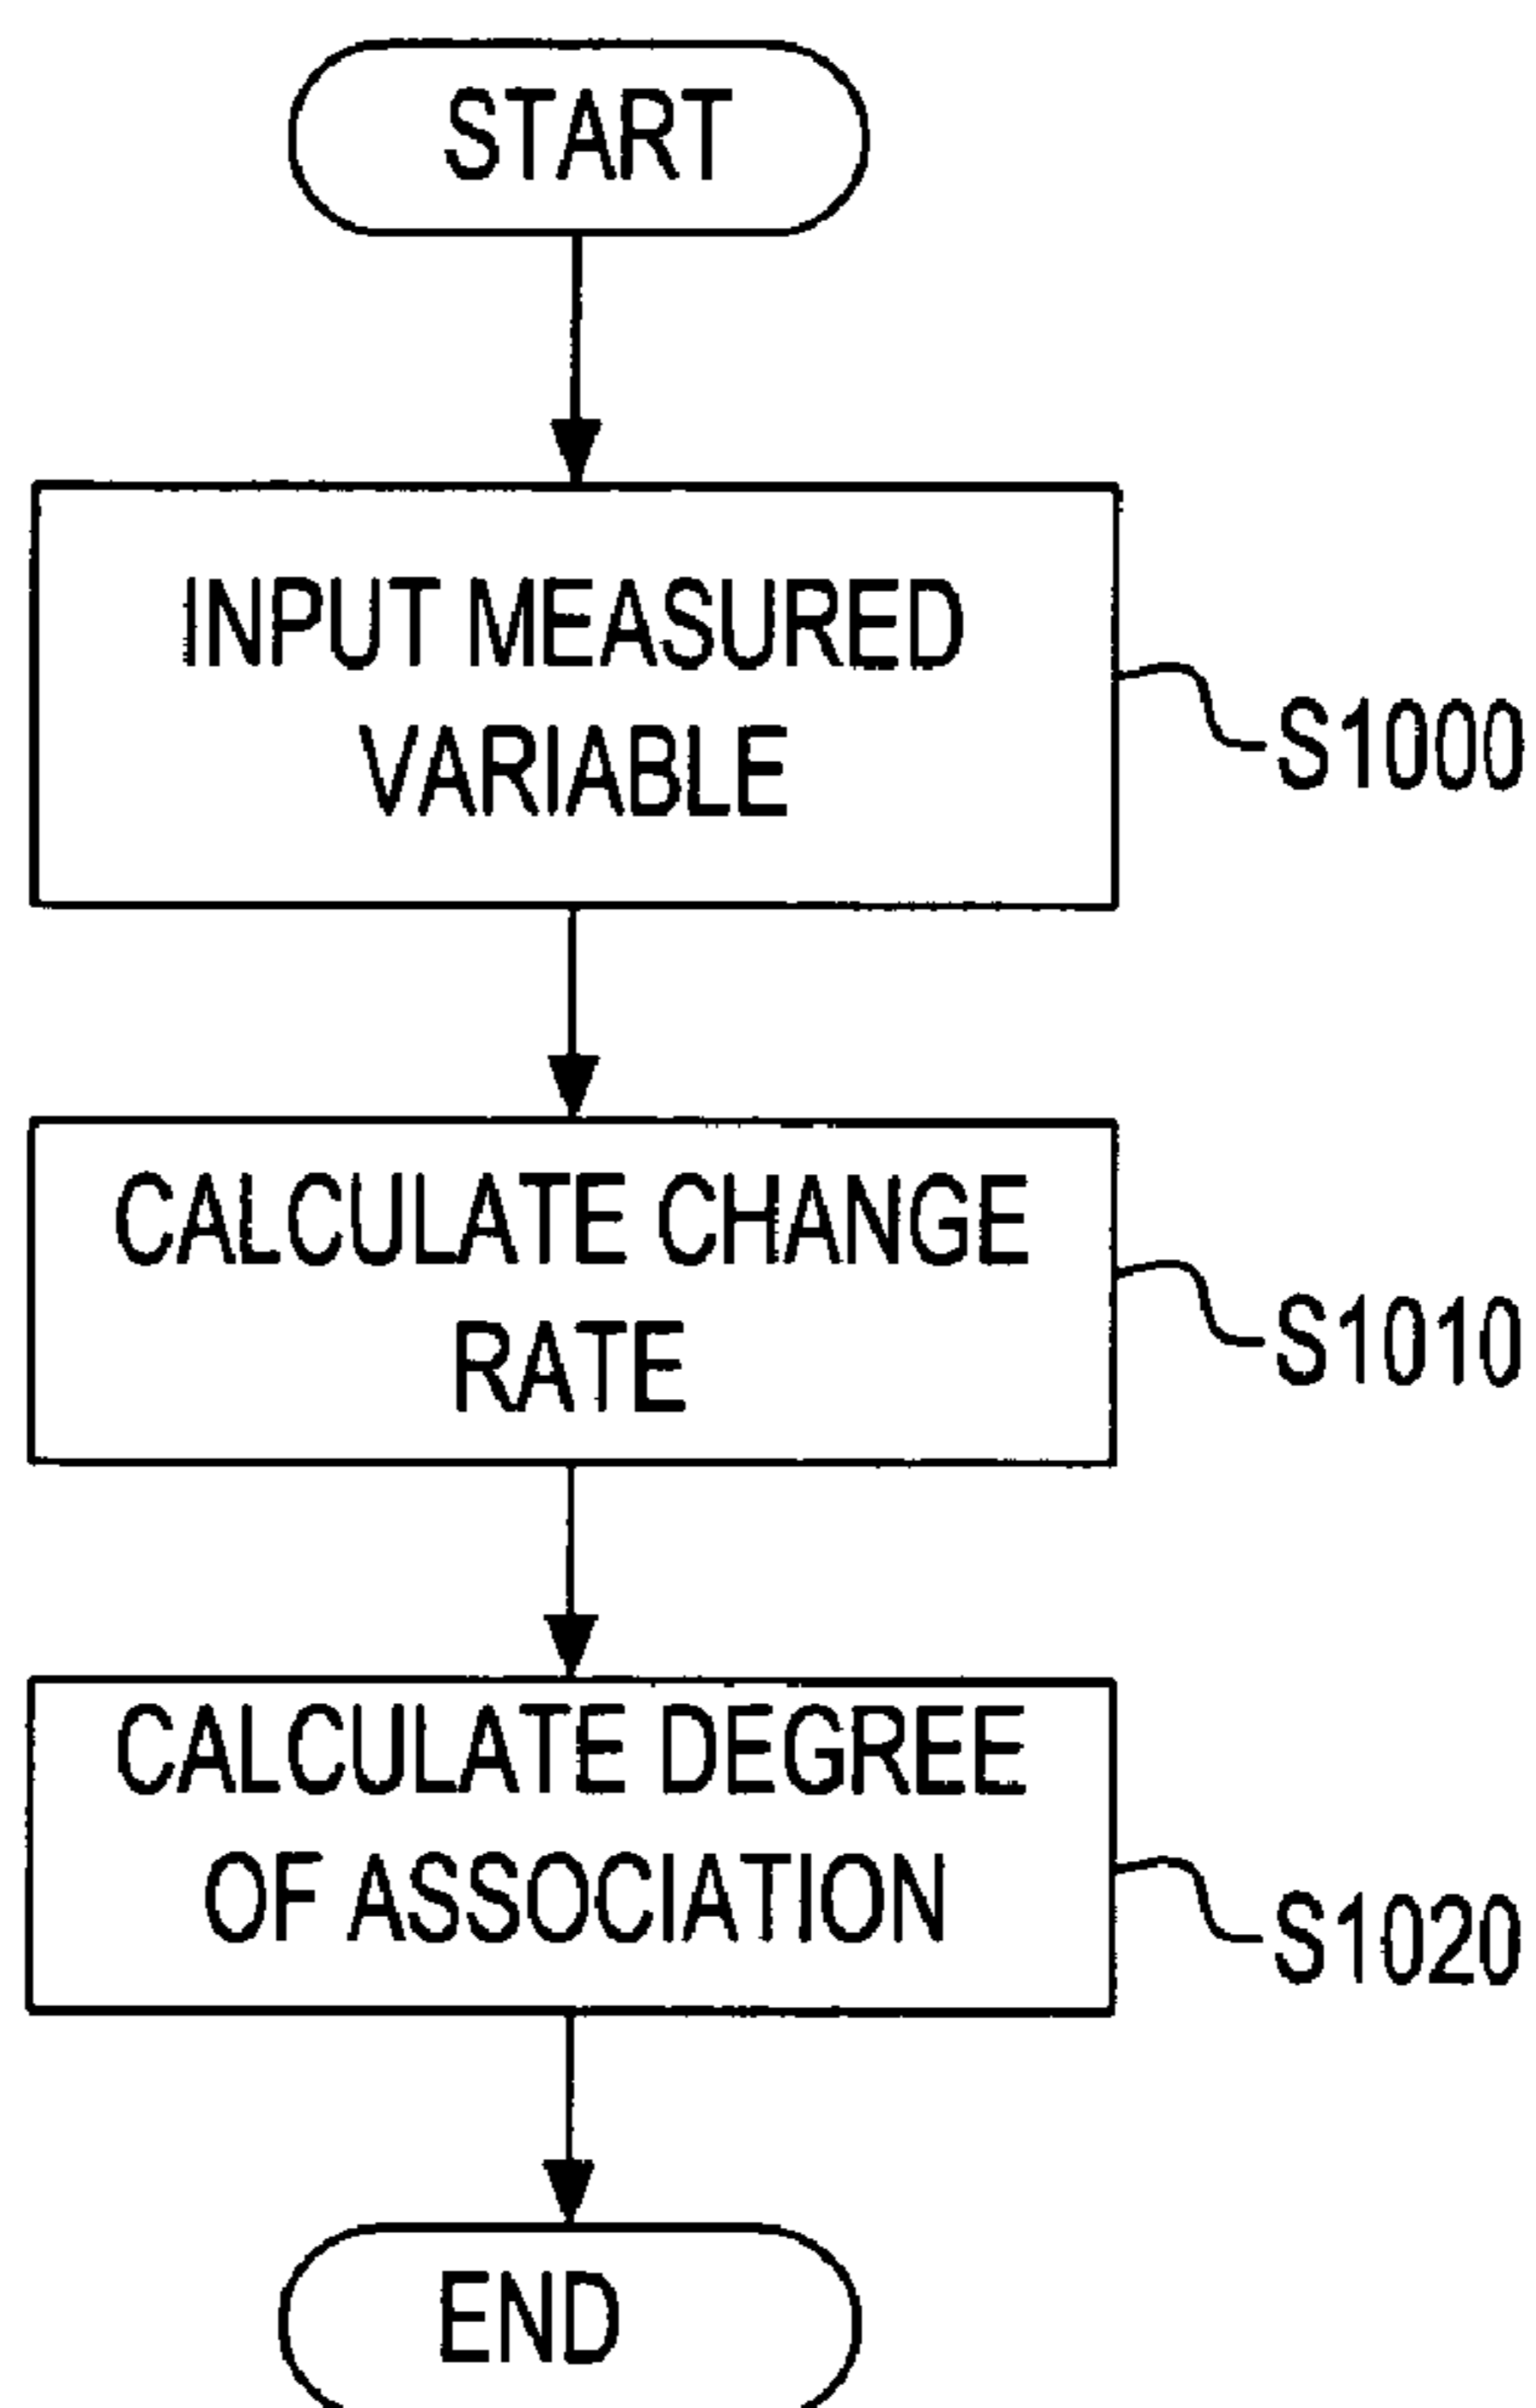 START
INPUT MEASURED
VARIABLE
S1000
CALCULATE CHANGE
RATE
S1010
CALCULATE DEGREE
OF ASSOCIATION
S1020
END